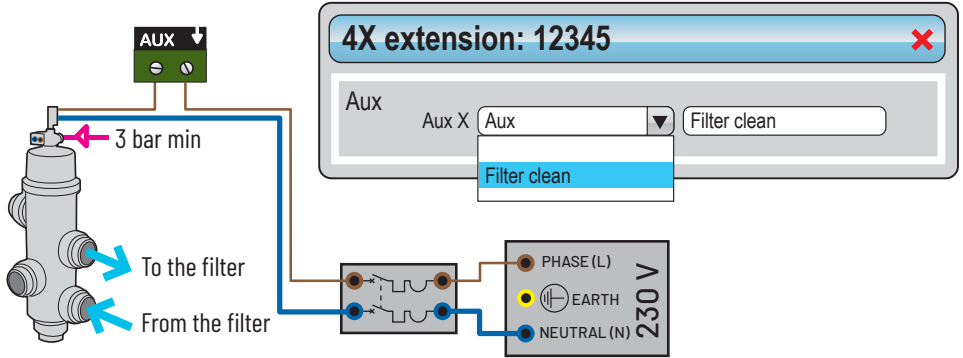 AUX
3 bar min
To the filter
From the filter
4X extension: 12345
Aux
Aux X
Aux
Filter clean
Filter clean
PHASE (L)
EARTH
NEUTRAL (N)
230 V